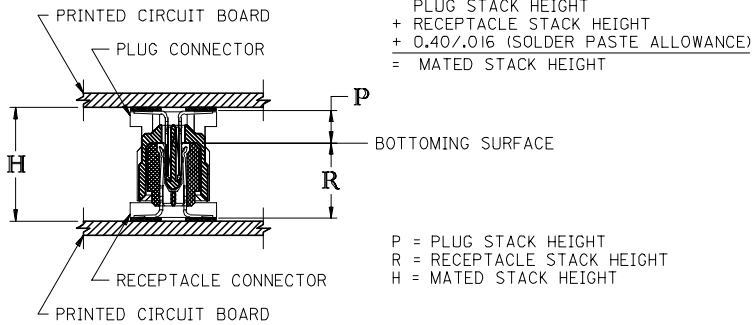 PLUG STACK HEIGHT
+ RECEPTACLE STACK HEIGHT
+ 0.40/.016 (SOLDER PASTE ALLOWANCE)
= MATED STACK HEIGHT
PRINTED CIRCUIT BOARD
PLUG CONNECTOR
P
BOTTOMING SURFACE
H
R
P = PLUG STACK HEIGHT
R = RECEPTACLE STACK HEIGHT
H = MATED STACK HEIGHT
RECEPTACLE CONNECTOR
PRINTED CIRCUIT BOARD